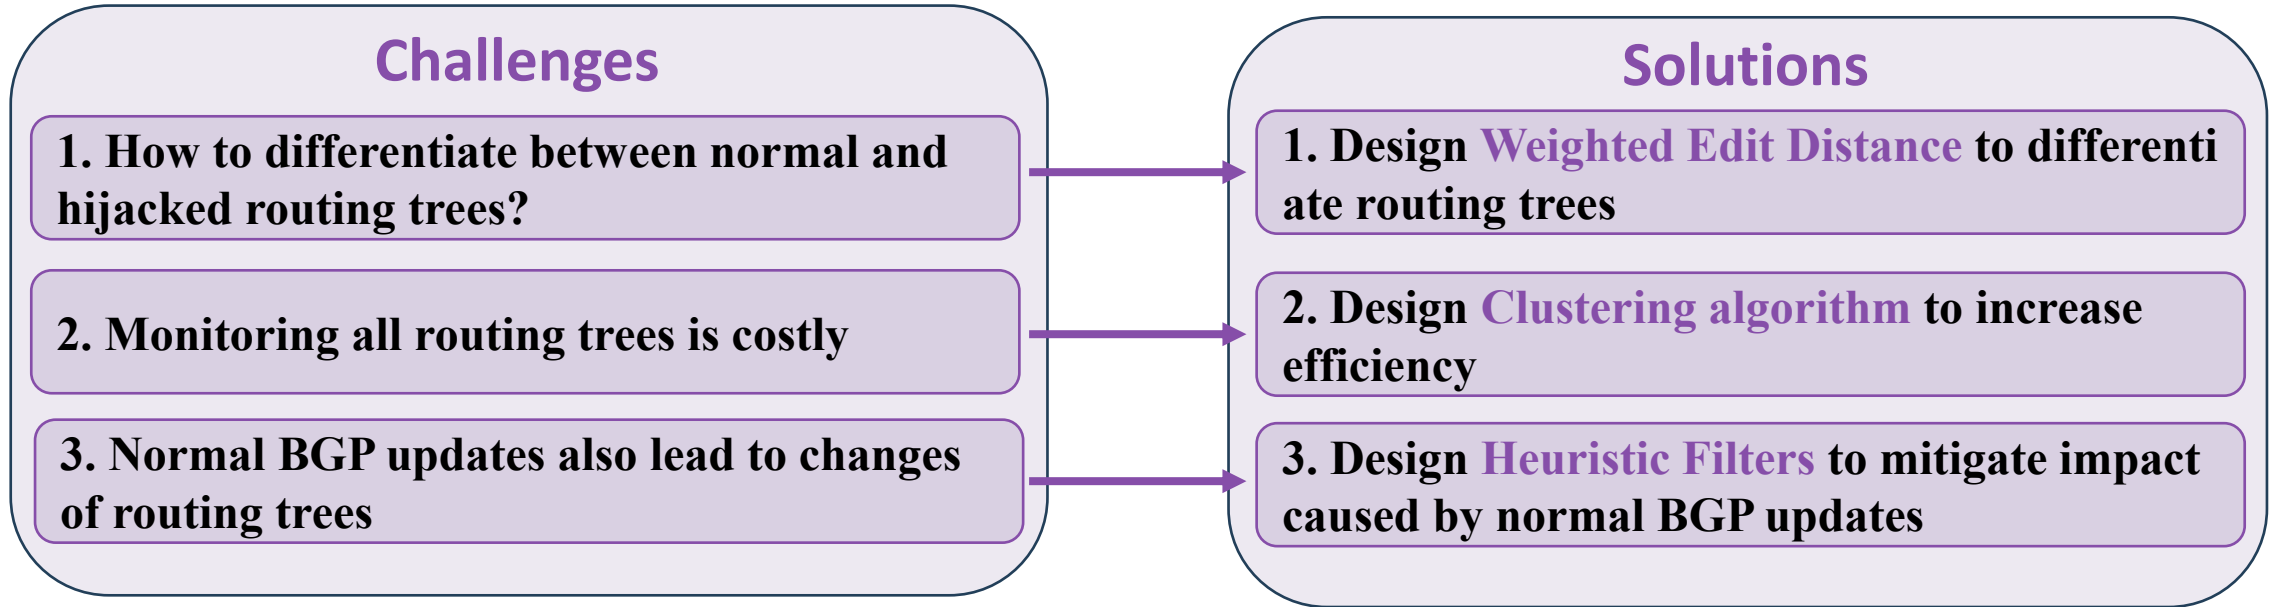 Challenges
1. How to differentiate between normal and
hijacked routing trees?
2. Monitoring all routing trees is costly
3. Normal BGP updates also lead to changes
of routing trees
Solutions
1. Design Weighted Edit Distance to differenti
ate routing trees
2. Design Clustering algorithm to increase
efficiency
3. Design Heuristic Filters to mitigate impact
caused by normal BGP updates